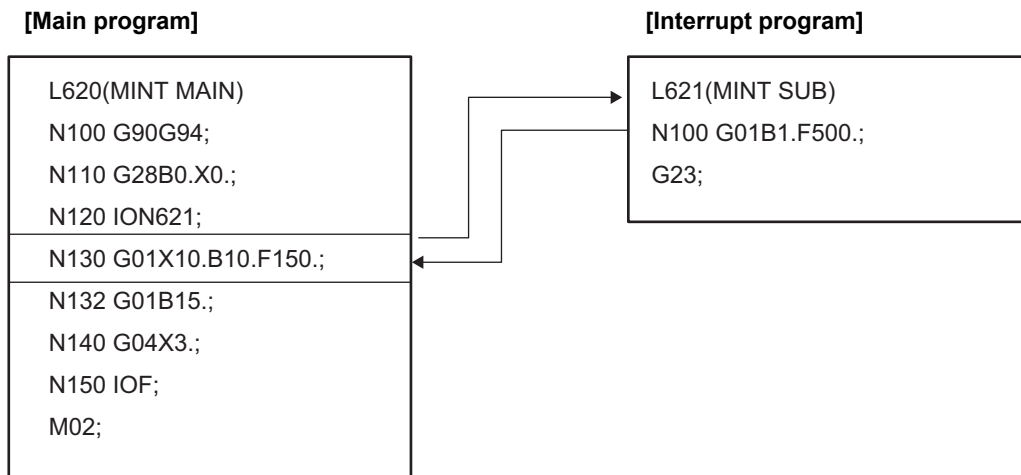 [Main program]
L620(MINT MAIN)
N100 G90G94;
N110 G28B0.X0.;
N120 ION621;
N130 G01X10.B10.F150.;
N132 G01B15.;
N140 G04X3.;
N150 IOF;
M02;
[Interrupt program]
L621(MINT SUB)
N100 G01B1.F500.;
G23;